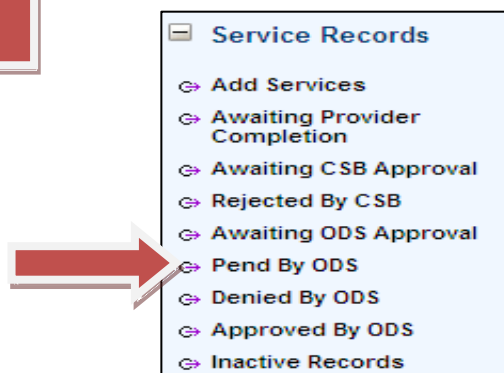 Service Records
Add Services
Awaiting Provider
Completion
Awaiting CSB Approval
Rejected By CSB
Awaiting ODS Approval
Pend By ODS
Denied By ODS
Approved By ODS
Inactive Records